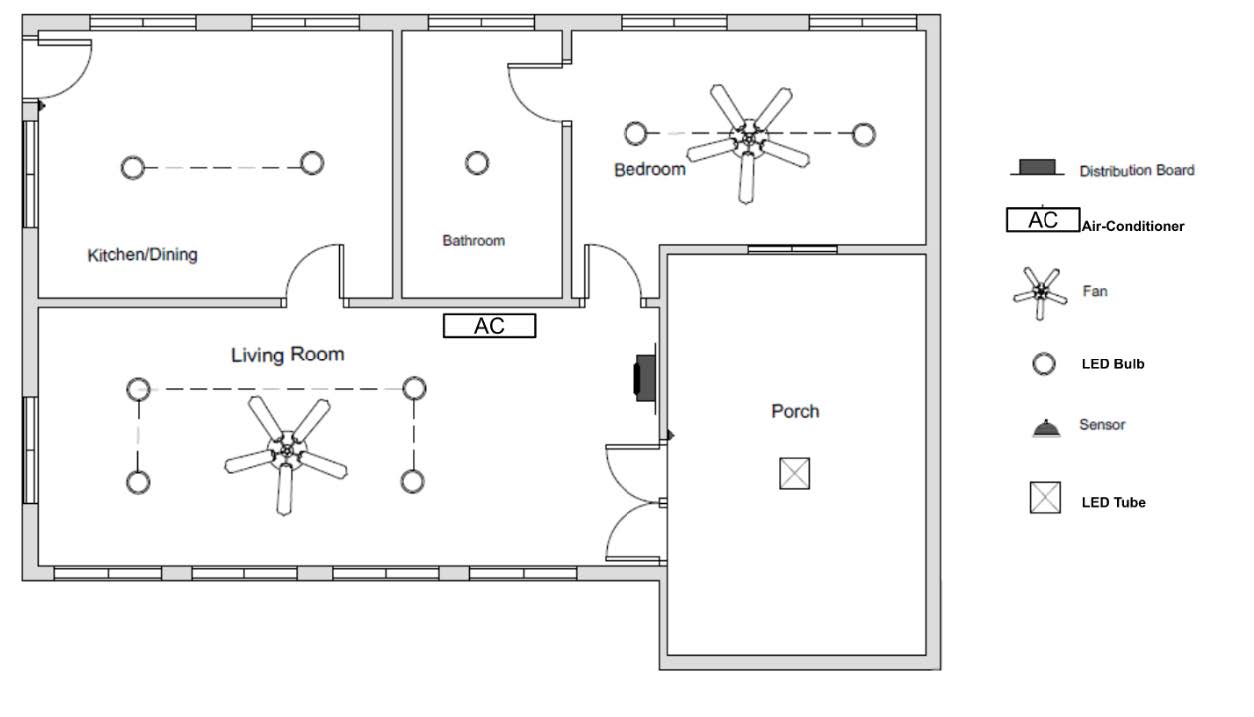 Bedroom
Kitchen/Dining
Bathroom
AC
Living Room
Porch
Distribution Board
AC
Air-Conditioner
Fan
LED Bulb
Sensor
LED Tube